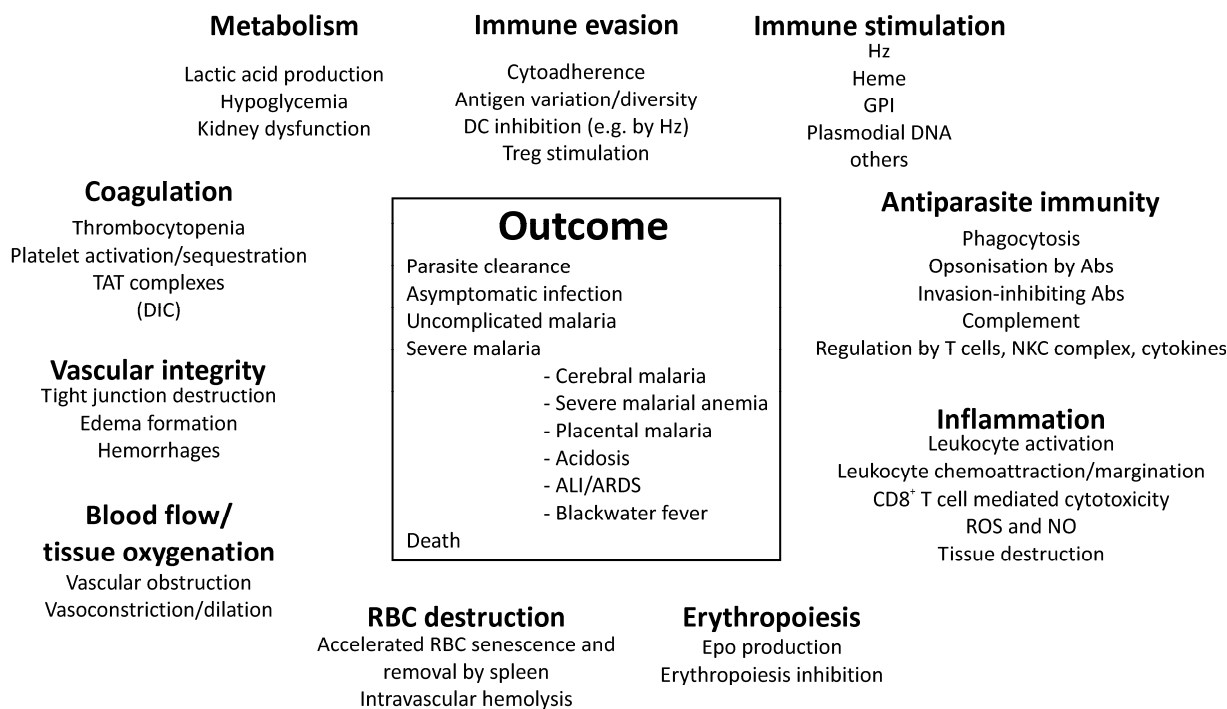 Metabolism
Lactic acid production
Hypoglycemia
Kidney dysfunction
Immune evasion
Cytoadherence
Antigen variation/diversity
DC inhibition (e.g. by Hz)
Treg stimulation
Immune stimulation
Hz
Heme
GPI
Plasmodial DNA
others
Coagulation
Thrombocytopenia
Platelet activation/sequestration
TAT complexes
(DIC)
Outcome
Parasite clearance
Asymptomatic infection
Uncomplicated malaria
Severe malaria
- Cerebral malaria
- Severe malarial anemia
- Placental malaria
- Acidosis
- ALI/ARDS
- Blackwater fever
Death
Antiparasite immunity
Phagocytosis
Opsonisation by Abs
Invasion-inhibiting Abs
Complement
Regulation by T cells, NKC complex, cytokines
Vascular integrity
Tight junction destruction
Edema formation
Hemorrhages
Inflammation
Leukocyte activation
Leukocyte chemoattraction/margination
CD8⁺ T cell mediated cytotoxicity
ROS and NO
Tissue destruction
Blood flow/
tissue oxygenation
Vascular obstruction
Vasoconstriction/dilation
RBC destruction
Accelerated RBC senescence and
removal by spleen
Intravascular hemolysis
Erythropoiesis
Epo production
Erythropoiesis inhibition